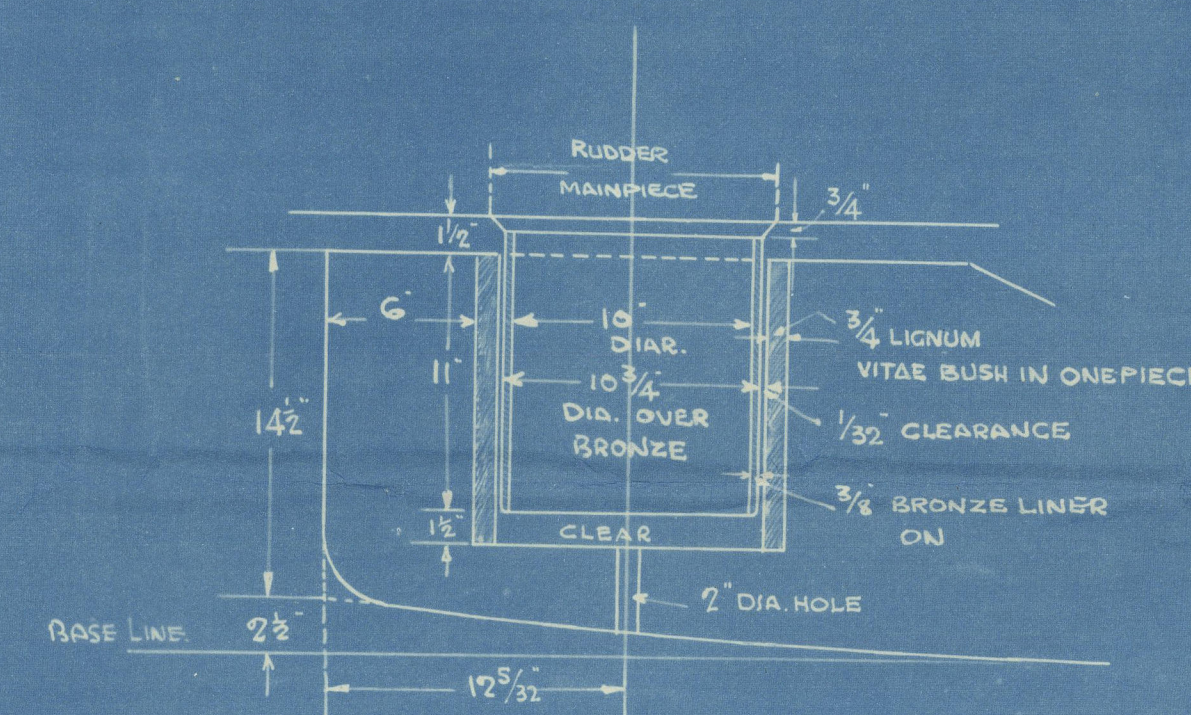 RUDDER
MAINPIECE
3/4"
1 1/2"
6"
10"
DIAR.
3/4" LIGNUM
VITAE BUSH IN ONE PIECE
11"
10 3/4"
DIA. OVER
BRONZE
14 1/2"
1/32" CLEARANCE
3/8" BRONZE LINER
ON
1 1/2"
CLEAR
2" DIA. HOLE
BASE LINE.
2 1/2"
12 5/32"